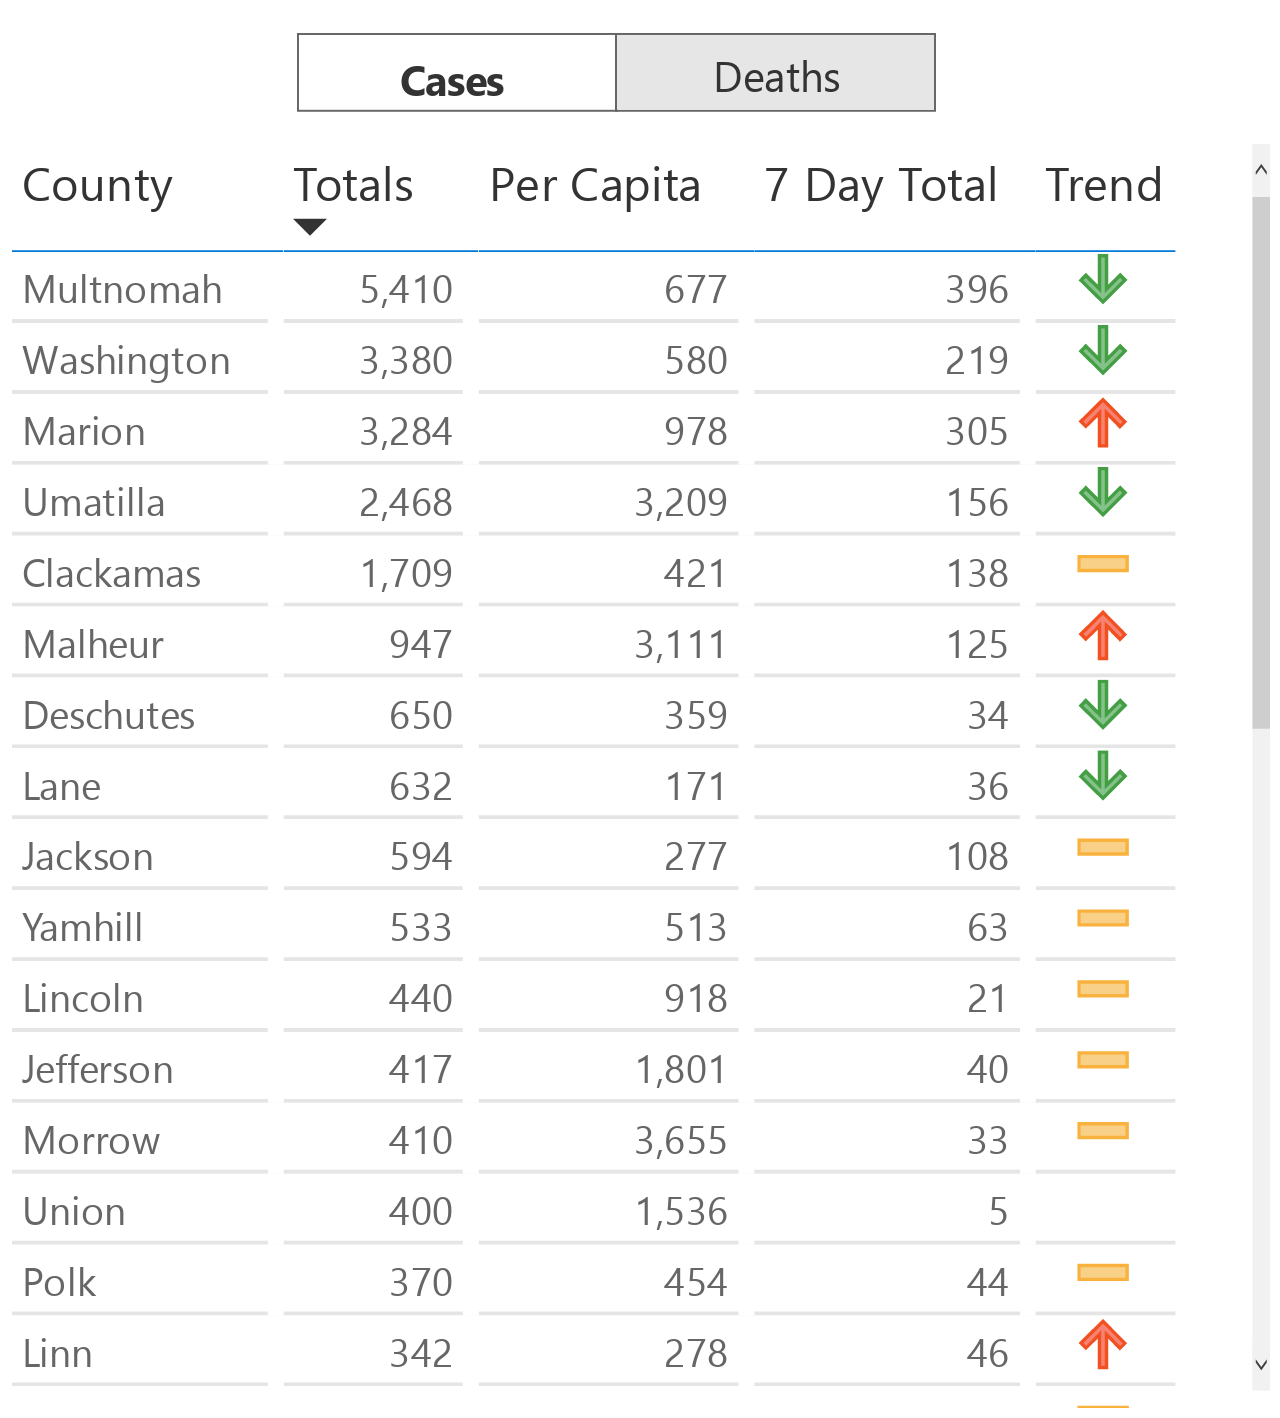 Cases Deaths
County Totals Per Capita 7 Day Total Trend
Multnomah 5,410 677 396
Washington 3,380 580 219
Marion 3,284 978 305
Umatilla 2,468 3,209 156
Clackamas 1,709 421 138
Malheur 947 3,111 125
Deschutes 650 359 34
Lane 632 171 36
Jackson 594 277 108
Yamhill 533 513 63
Lincoln 440 918 21
Jefferson 417 1,801 40
Morrow 410 3,655 33
Union 400 1,536 5
Polk 370 454 44
Linn 342 278 46